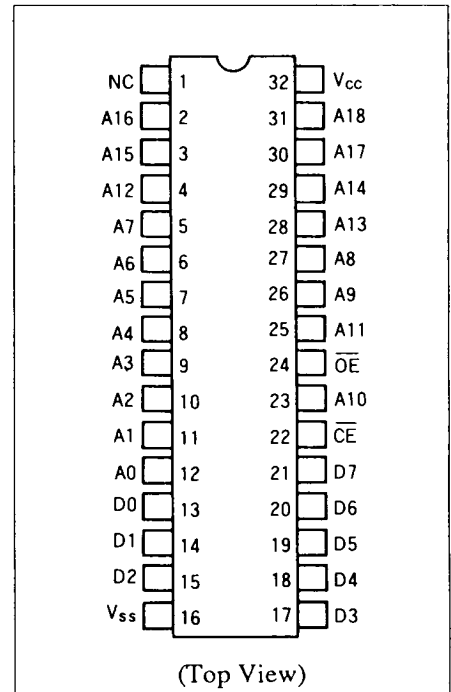 NC 1 32 Vcc
A16 2 31 A18
A15 3 30 A17
A12 4 29 A14
A7 5 28 A13
A6 6 27 A8
A5 7 26 A9
A4 8 25 A11
A3 9 24 O̅E̅
A2 10 23 A10
A1 11 22 C̅E̅
A0 12 21 D7
D0 13 20 D6
D1 14 19 D5
D2 15 18 D4
Vss 16 17 D3
(Top View)